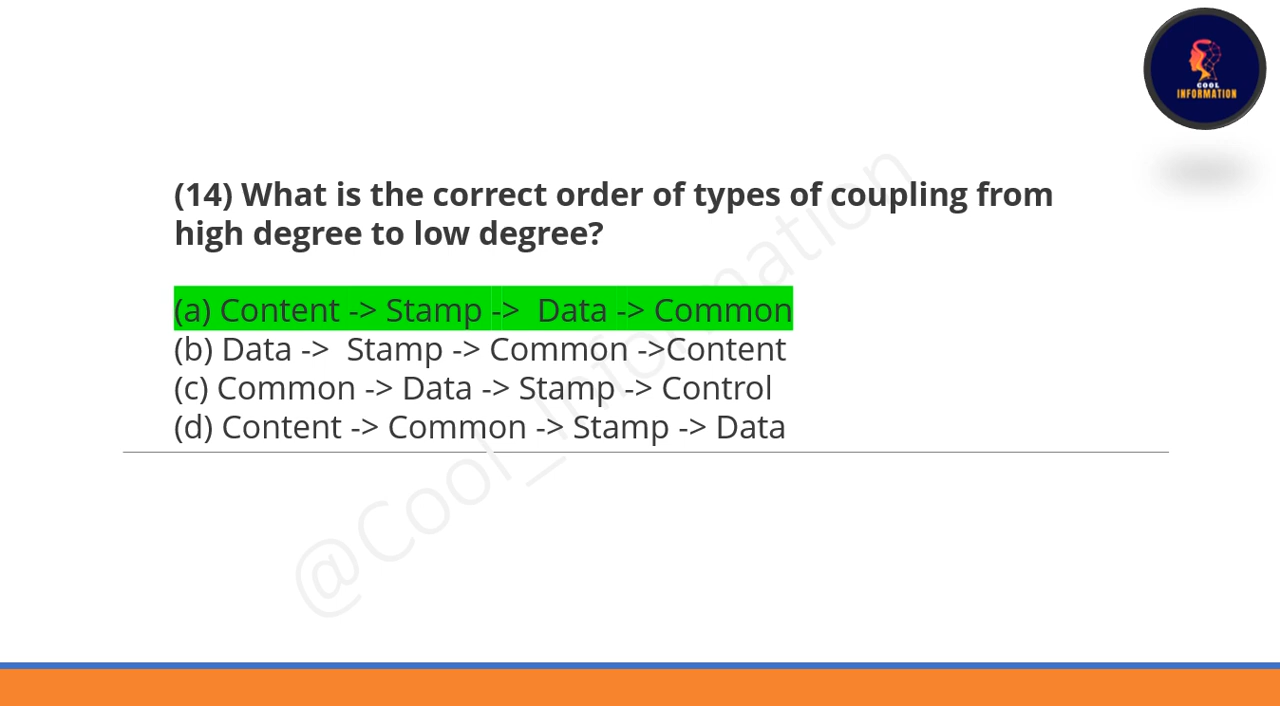 COOL
INFORMATION
(14) What is the correct order of types of coupling from
high degree to low degree?
(a) Content -> Stamp ->  Data -> Common
(b) Data ->  Stamp -> Common ->Content
(c) Common -> Data -> Stamp -> Control
(d) Content -> Common -> Stamp -> Data
@Cool_Information